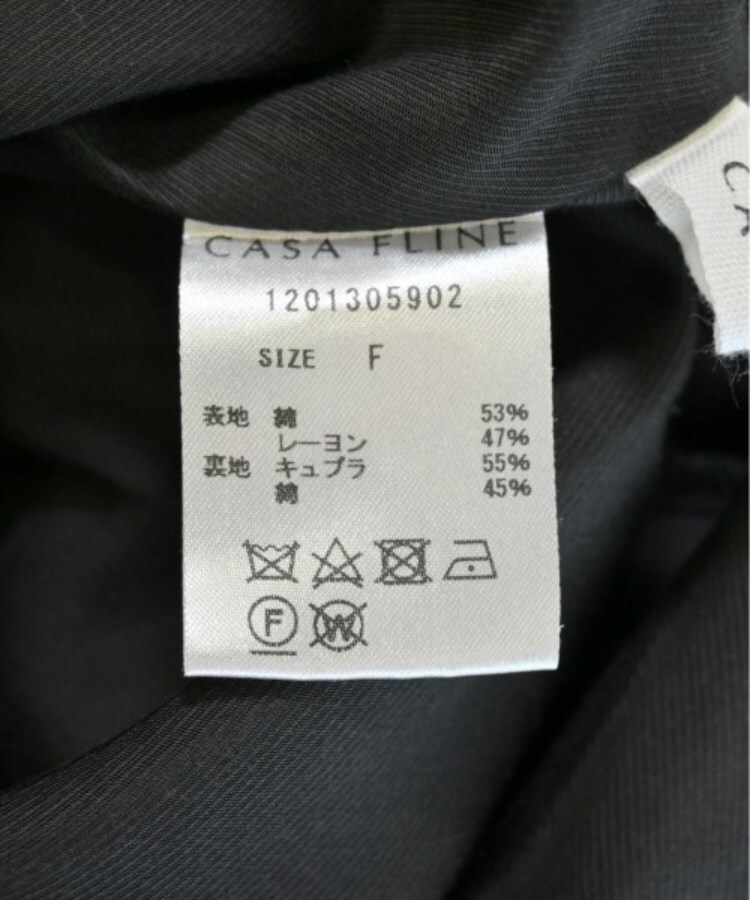 CASA FLINE
1201305902
SIZE F
表地 綿 53%
レーヨン 47%
裏地 キュプラ 55%
綿 45%
F
W
CA